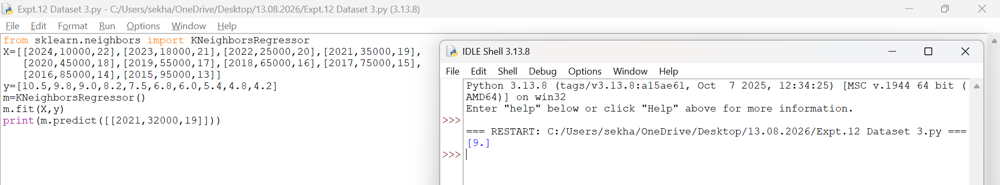 Expt.12 Dataset 3.py - C:/Users/sekha/OneDrive/Desktop/13.08.2026/Expt.12 Dataset 3.py (3.13.8)
File Edit Format Run Options Window Help
from sklearn.neighbors import KNeighborsRegressor
X=[[2024,10000,22],[2023,18000,21],[2022,25000,20],[2021,35000,19],
[2020,45000,18],[2019,55000,17],[2018,65000,16],[2017,75000,15],
[2016,85000,14],[2015,95000,13]]
y=[10.5,9.8,9.0,8.2,7.5,6.8,6.0,5.4,4.8,4.2]
m=KNeighborsRegressor()
m.fit(X,y)
print(m.predict([[2021,32000,19]]))
IDLE Shell 3.13.8
File Edit Shell Debug Options Window Help
Python 3.13.8 (tags/v3.13.8:a15ae61, Oct  7 2025, 12:34:25) [MSC v.1944 64 bit (
AMD64)] on win32
Enter "help" below or click "Help" above for more information.
>>>
=== RESTART: C:/Users/sekha/OneDrive/Desktop/13.08.2026/Expt.12 Dataset 3.py ===
[9.]
>>>